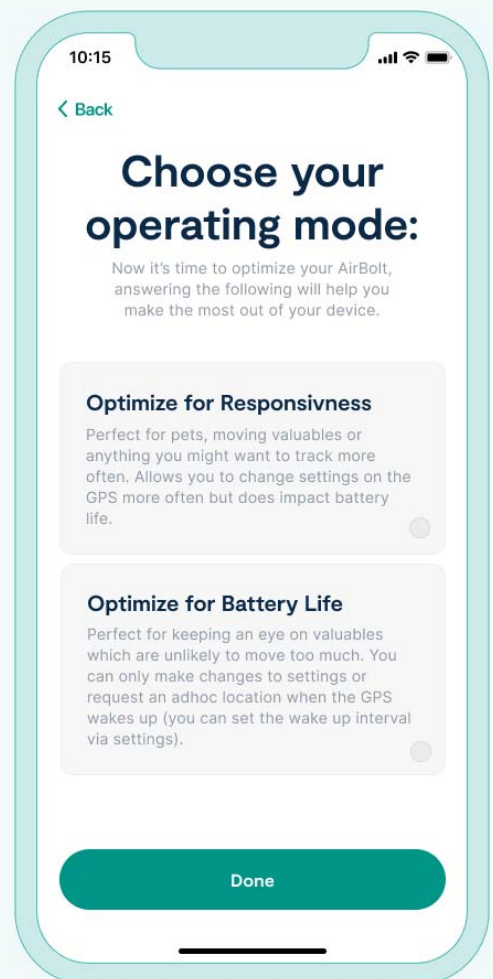 10:15
Back
Choose your
operating mode:
Now it's time to optimize your AirBolt,
answering the following will help you
make the most out of your device.
Optimize for Responsivness
Perfect for pets, moving valuables or
anything you might want to track more
often. Allows you to change settings on the
GPS more often but does impact battery
life.
Optimize for Battery Life
Perfect for keeping an eye on valuables
which are unlikely to move too much. You
can only make changes to settings or
request an adhoc location when the GPS
wakes up (you can set the wake up interval
via settings).
Done